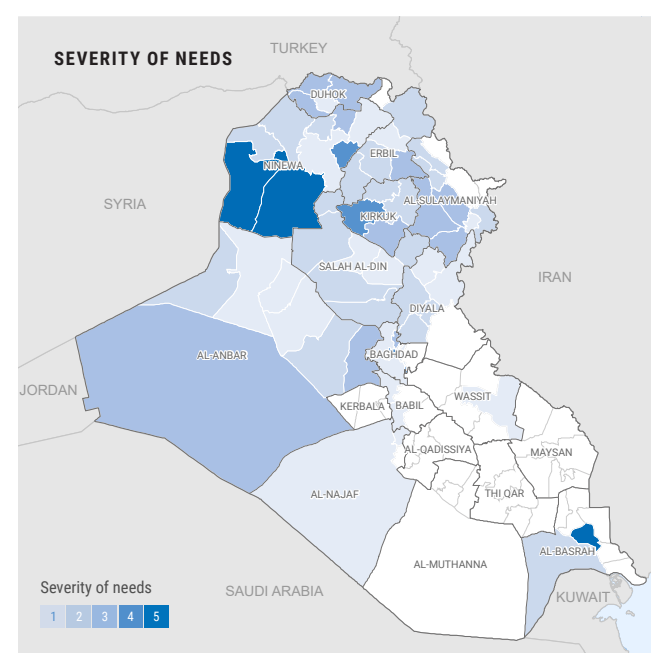 TURKEY
SEVERITY OF NEEDS
DUHOK
ERBIL
NINEWA
AL-SULAYMANIYAH
SYRIA
KIRKUK
SALAH AL-DIN
IRAN
DIYALA
AL-ANBAR
BAGHDAD
JORDAN
WASSIT
KERBALA
BABIL
AL-QADISSIYA
MAYSAN
AL-NAJAF
THI QAR
AL-BASRAH
AL-MUTHANNA
Severity of needs
SAUDI ARABIA
KUWAIT
1 2 3 4 5